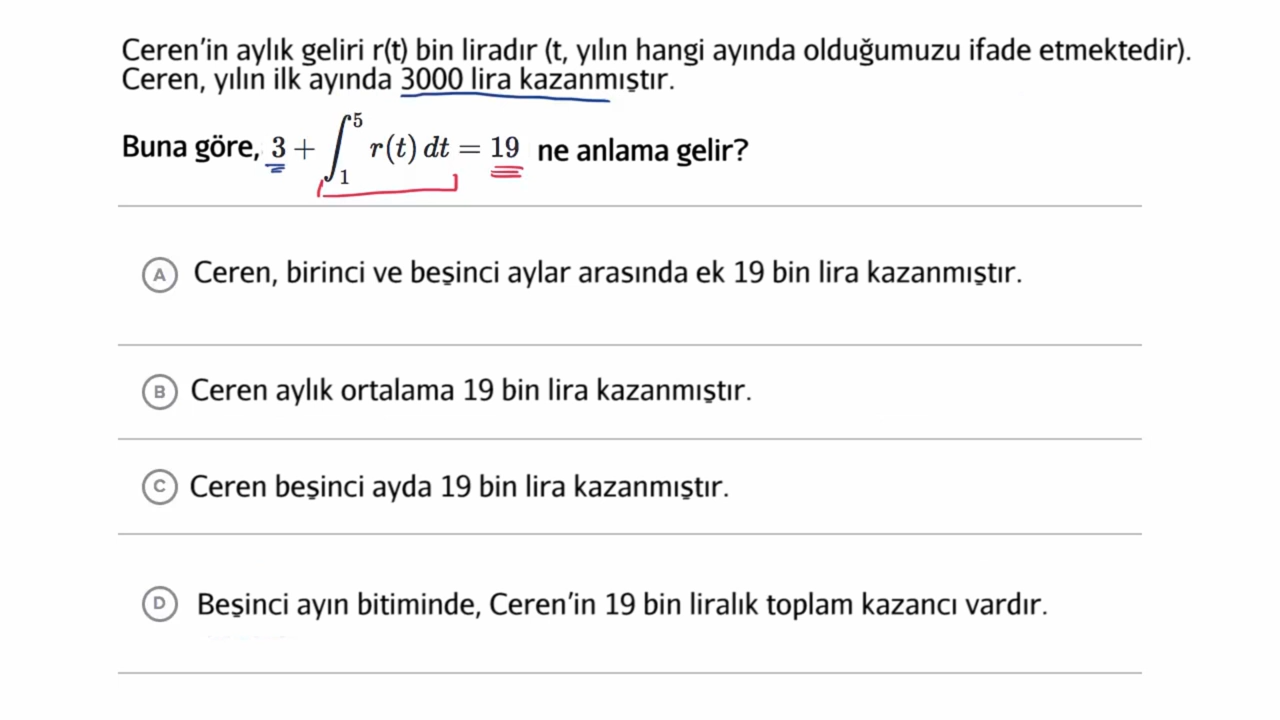 Ceren'in aylık geliri r(t) bin liradır (t, yılın hangi ayında olduğumuzu ifade etmektedir).
Ceren, yılın ilk ayında 3000 lira kazanmıştır.
Buna göre, 3 + ∫₁⁵ r(t) dt = 19 ne anlama gelir?
A Ceren, birinci ve beşinci aylar arasında ek 19 bin lira kazanmıştır.
B Ceren aylık ortalama 19 bin lira kazanmıştır.
C Ceren beşinci ayda 19 bin lira kazanmıştır.
D Beşinci ayın bitiminde, Ceren'in 19 bin liralık toplam kazancı vardır.